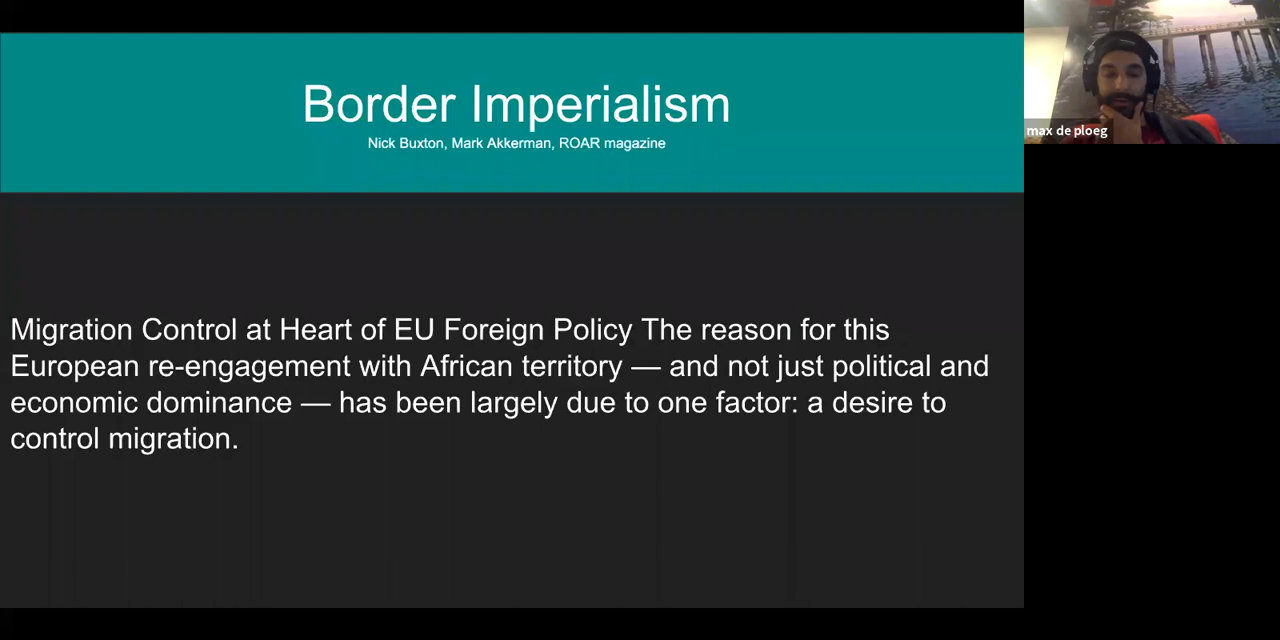 Border Imperialism
Nick Buxton, Mark Akkerman, ROAR magazine
max de ploeg
Migration Control at Heart of EU Foreign Policy The reason for this
European re-engagement with African territory — and not just political and
economic dominance — has been largely due to one factor: a desire to
control migration.